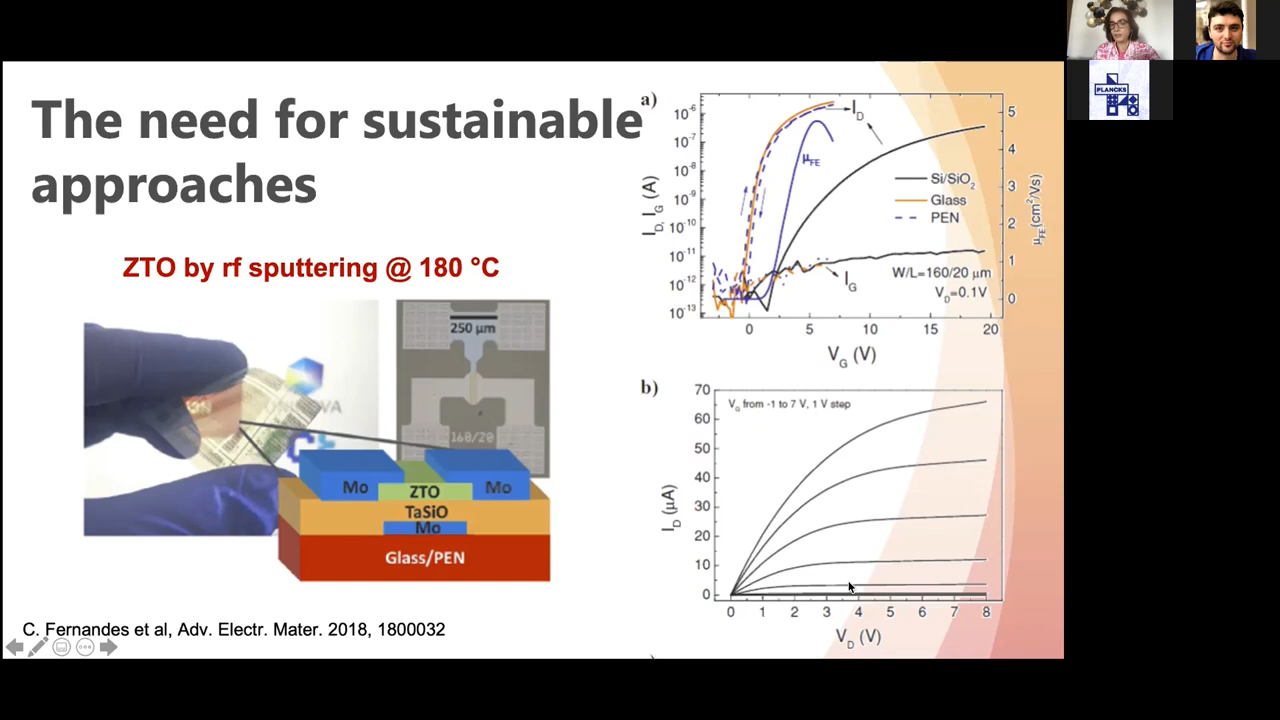 The need for sustainable
approaches
ZTO by rf sputtering @ 180 °C
250 µm
160/20
Mo
ZTO
Mo
TaSiO
Mo
Glass/PEN
C. Fernandes et al, Adv. Electr. Mater. 2018, 1800032
a)
I_D, I_G (A)
10⁻⁶
10⁻⁷
10⁻⁸
10⁻⁹
10⁻¹⁰
10⁻¹¹
10⁻¹²
10⁻¹³
I_D
µ_FE
Si/SiO₂
Glass
PEN
I_G
W/L=160/20 µm
V_D=0.1V
5
4
3
2
1
0
µ_FE (cm²/Vs)
0 5 10 15 20
V_G (V)
b)
V_G from -1 to 7 V, 1 V step
I_D (µA)
70
60
50
40
30
20
10
0
0 1 2 3 4 5 6 7 8
V_D (V)
PLANCKS